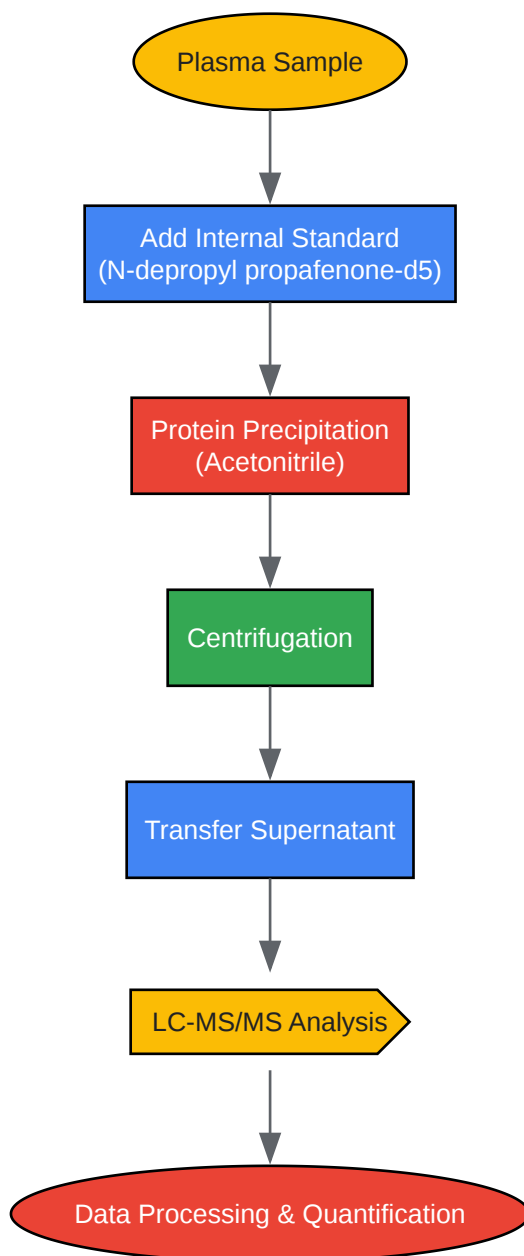 Plasma Sample
Add Internal Standard
(N-depropyl propafenone-d5)
Protein Precipitation
(Acetonitrile)
Centrifugation
Transfer Supernatant
LC-MS/MS Analysis
Data Processing & Quantification